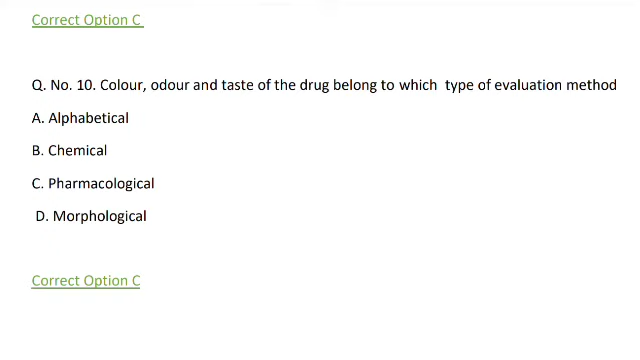 Correct Option C
Q. No. 10. Colour, odour and taste of the drug belong to which type of evaluation method
A. Alphabetical
B. Chemical
C. Pharmacological
D. Morphological
Correct Option C